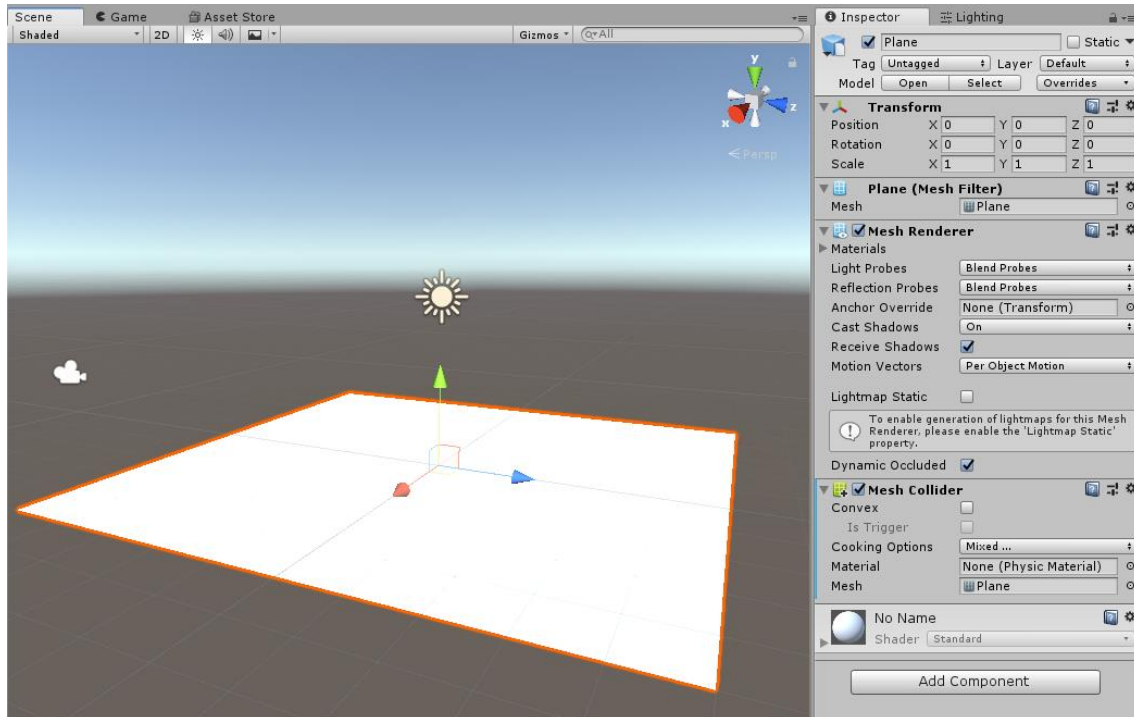 Scene Game Asset Store
Shaded 2D Gizmos All
y
z
x
Persp
Inspector Lighting
Plane Static
Tag Untagged Layer Default
Model Open Select Overrides
Transform
Position X 0 Y 0 Z 0
Rotation X 0 Y 0 Z 0
Scale X 1 Y 1 Z 1
Plane (Mesh Filter)
Mesh Plane
Mesh Renderer
Materials
Light Probes Blend Probes
Reflection Probes Blend Probes
Anchor Override None (Transform)
Cast Shadows On
Receive Shadows
Motion Vectors Per Object Motion
Lightmap Static
To enable generation of lightmaps for this Mesh
Renderer, please enable the 'Lightmap Static'
property.
Dynamic Occluded
Mesh Collider
Convex
Is Trigger
Cooking Options Mixed ...
Material None (Physic Material)
Mesh Plane
No Name
Shader Standard
Add Component